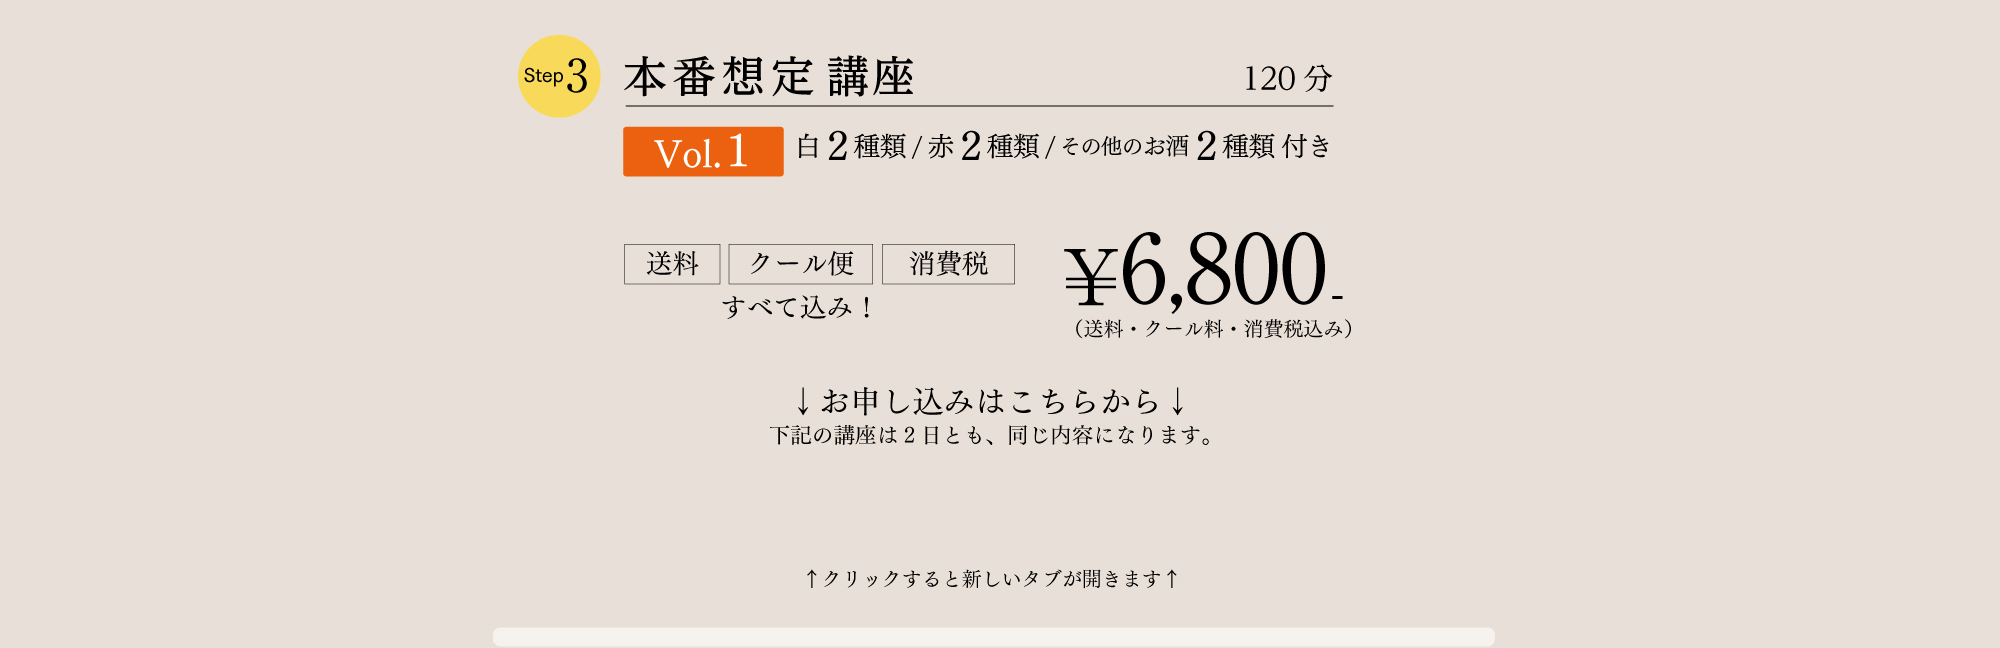 Step3 本番想定 講座 120 分
Vol.1 白 2 種類 / 赤 2 種類 / その他のお酒 2 種類 付き
送料 クール便 消費税 ¥6,800-
すべて込み！
（送料・クール料・消費税込み）
↓お申し込みはこちらから↓
下記の講座は 2 日とも、同じ内容になります。
↑クリックすると新しいタブが開きます↑